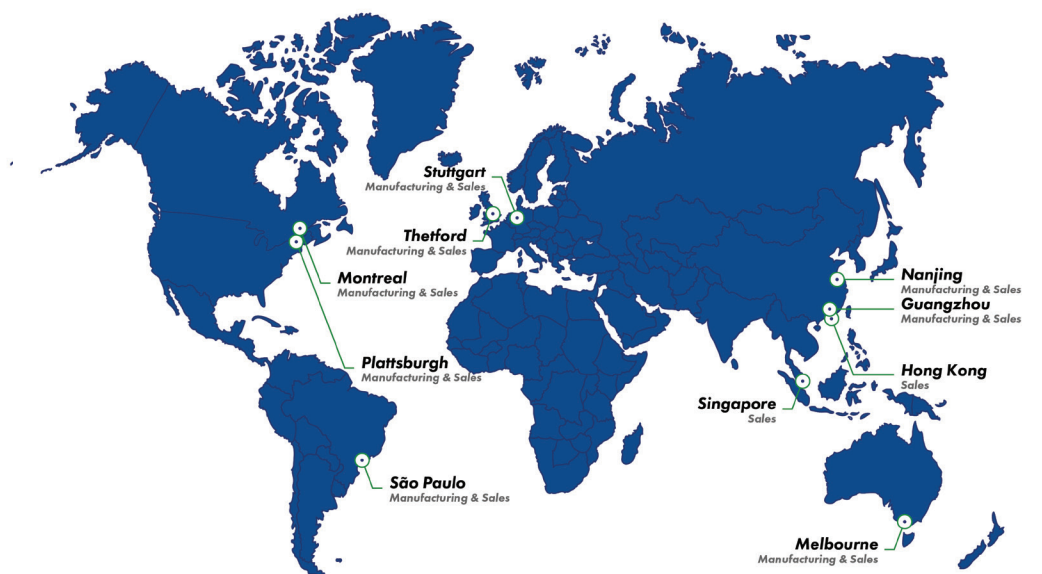 Stuttgart
Manufacturing & Sales
Thetford
Manufacturing & Sales
Montreal
Manufacturing & Sales
Plattsburgh
Manufacturing & Sales
São Paulo
Manufacturing & Sales
Nanjing
Manufacturing & Sales
Guangzhou
Manufacturing & Sales
Hong Kong
Sales
Singapore
Sales
Melbourne
Manufacturing & Sales